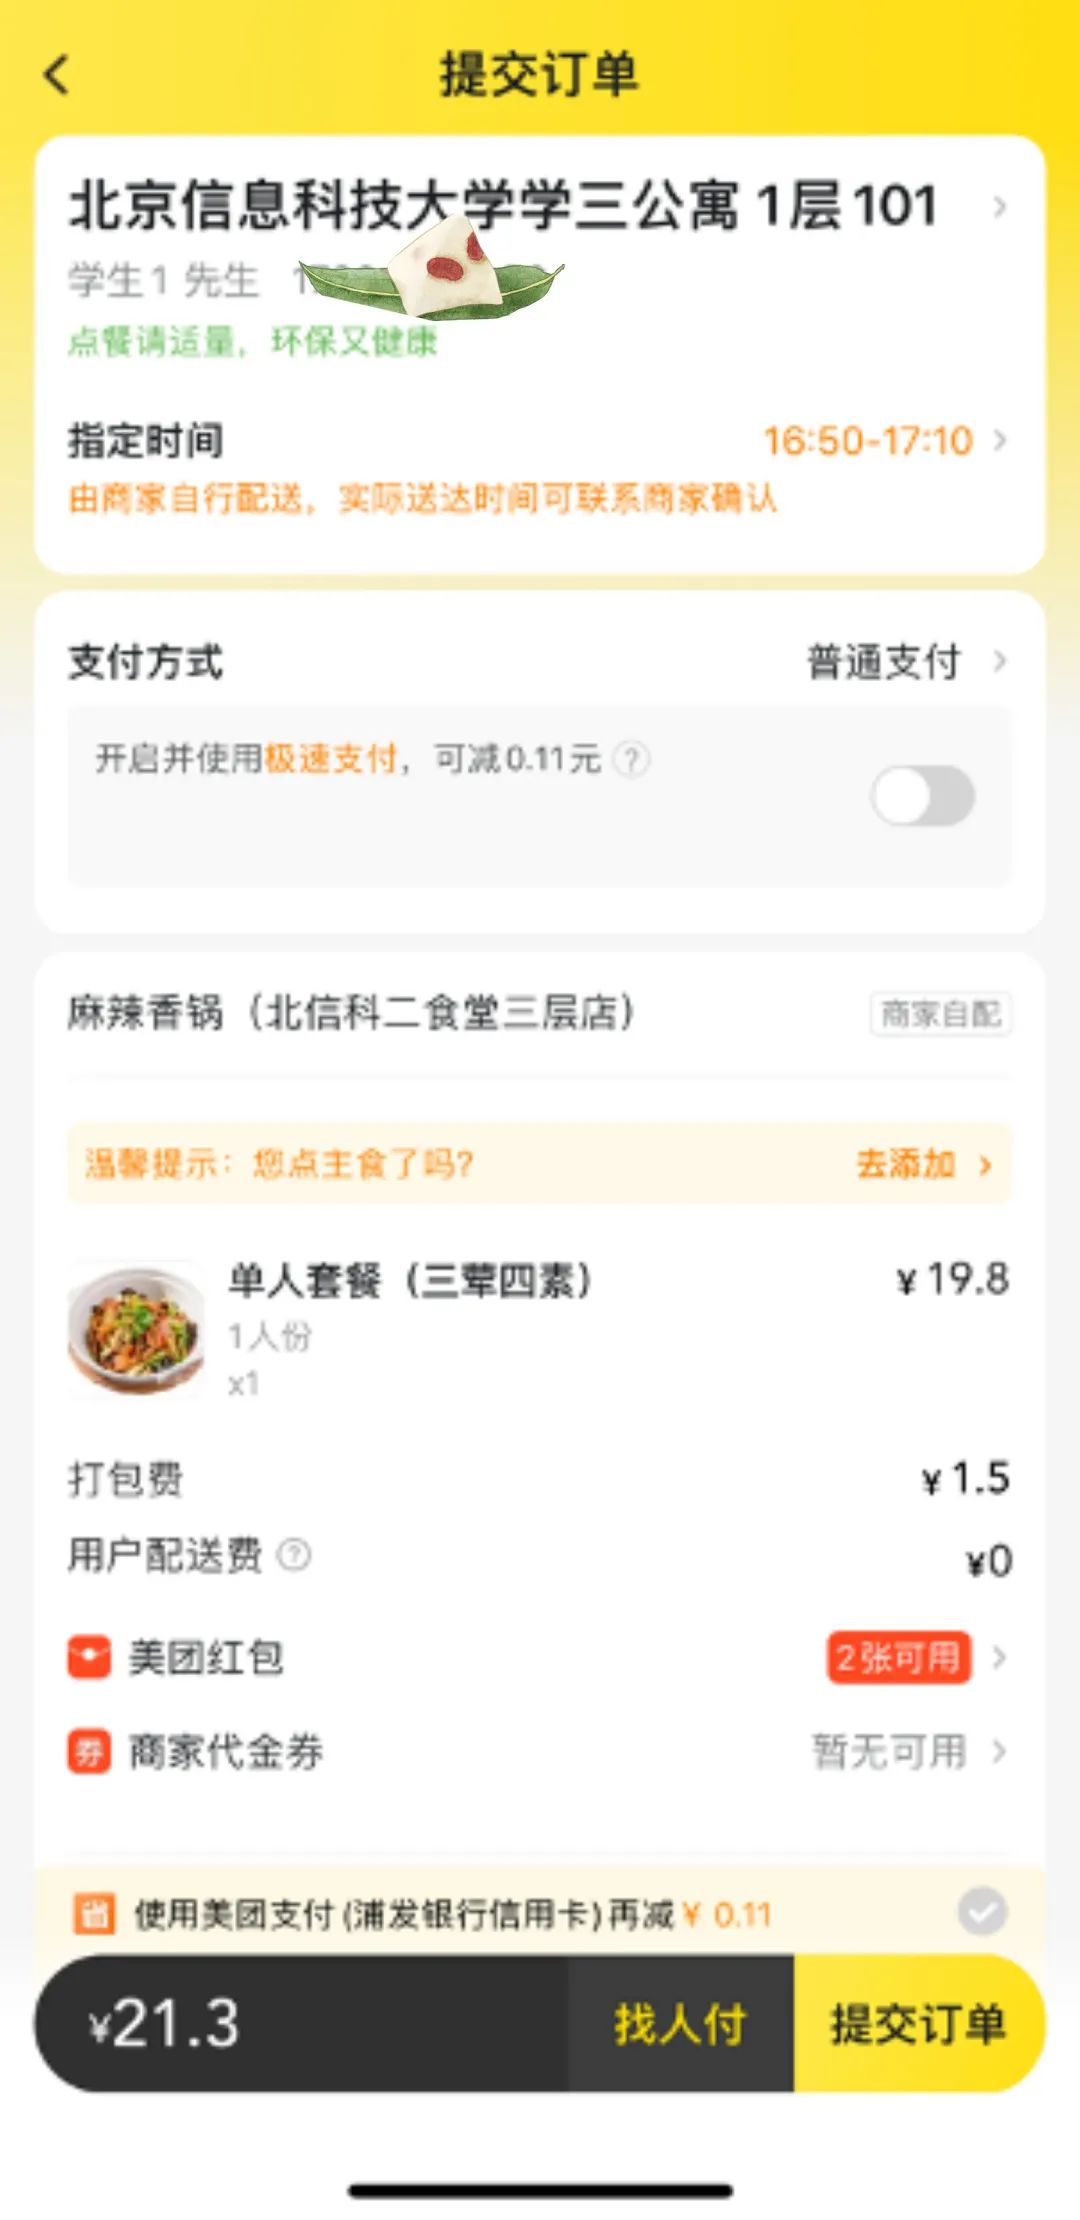 提交订单
北京信息科技大学学三公寓 1层101
学生1 先生
点餐请适量，环保又健康
指定时间 16:50-17:10
由商家自行配送，实际送达时间可联系商家确认
支付方式 普通支付
开启并使用极速支付，可减0.11元 ?
麻辣香锅（北信科二食堂三层店） 商家自配
温馨提示：您点主食了吗? 去添加
单人套餐（三荤四素） ¥19.8
1人份
x1
打包费 ¥1.5
用户配送费 ? ¥0
美团红包 2张可用
券 商家代金券 暂无可用
省 使用美团支付(浦发银行信用卡)再减¥0.11
¥21.3 找人付 提交订单